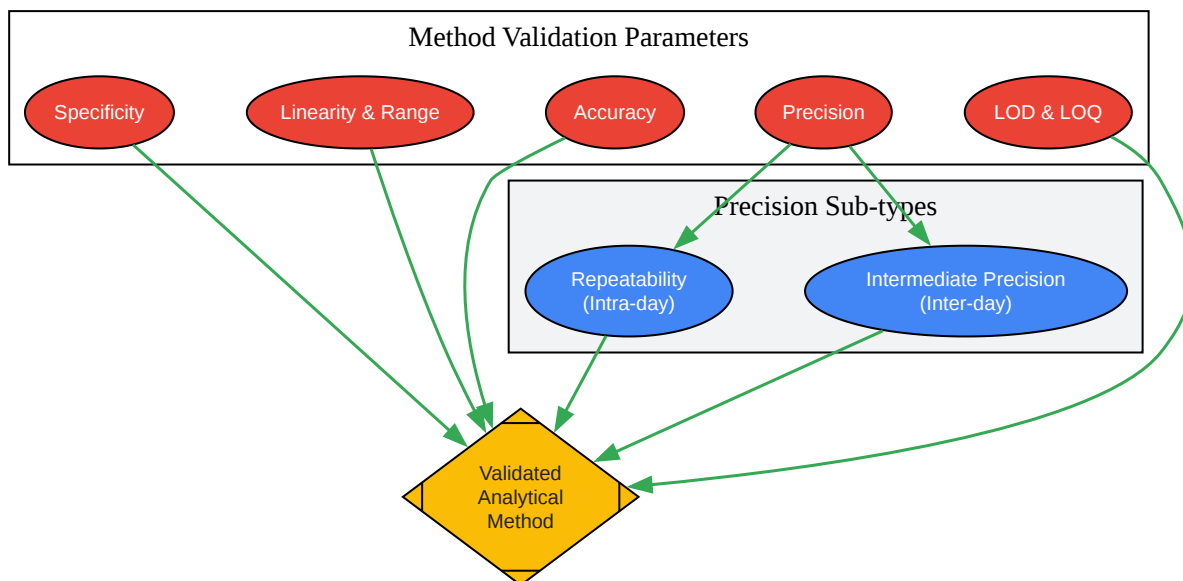 Method Validation Parameters
Specificity
Linearity & Range
Accuracy
Precision
LOD & LOQ
Precision Sub-types
Repeatability
(Intra-day)
Intermediate Precision
(Inter-day)
Validated
Analytical
Method